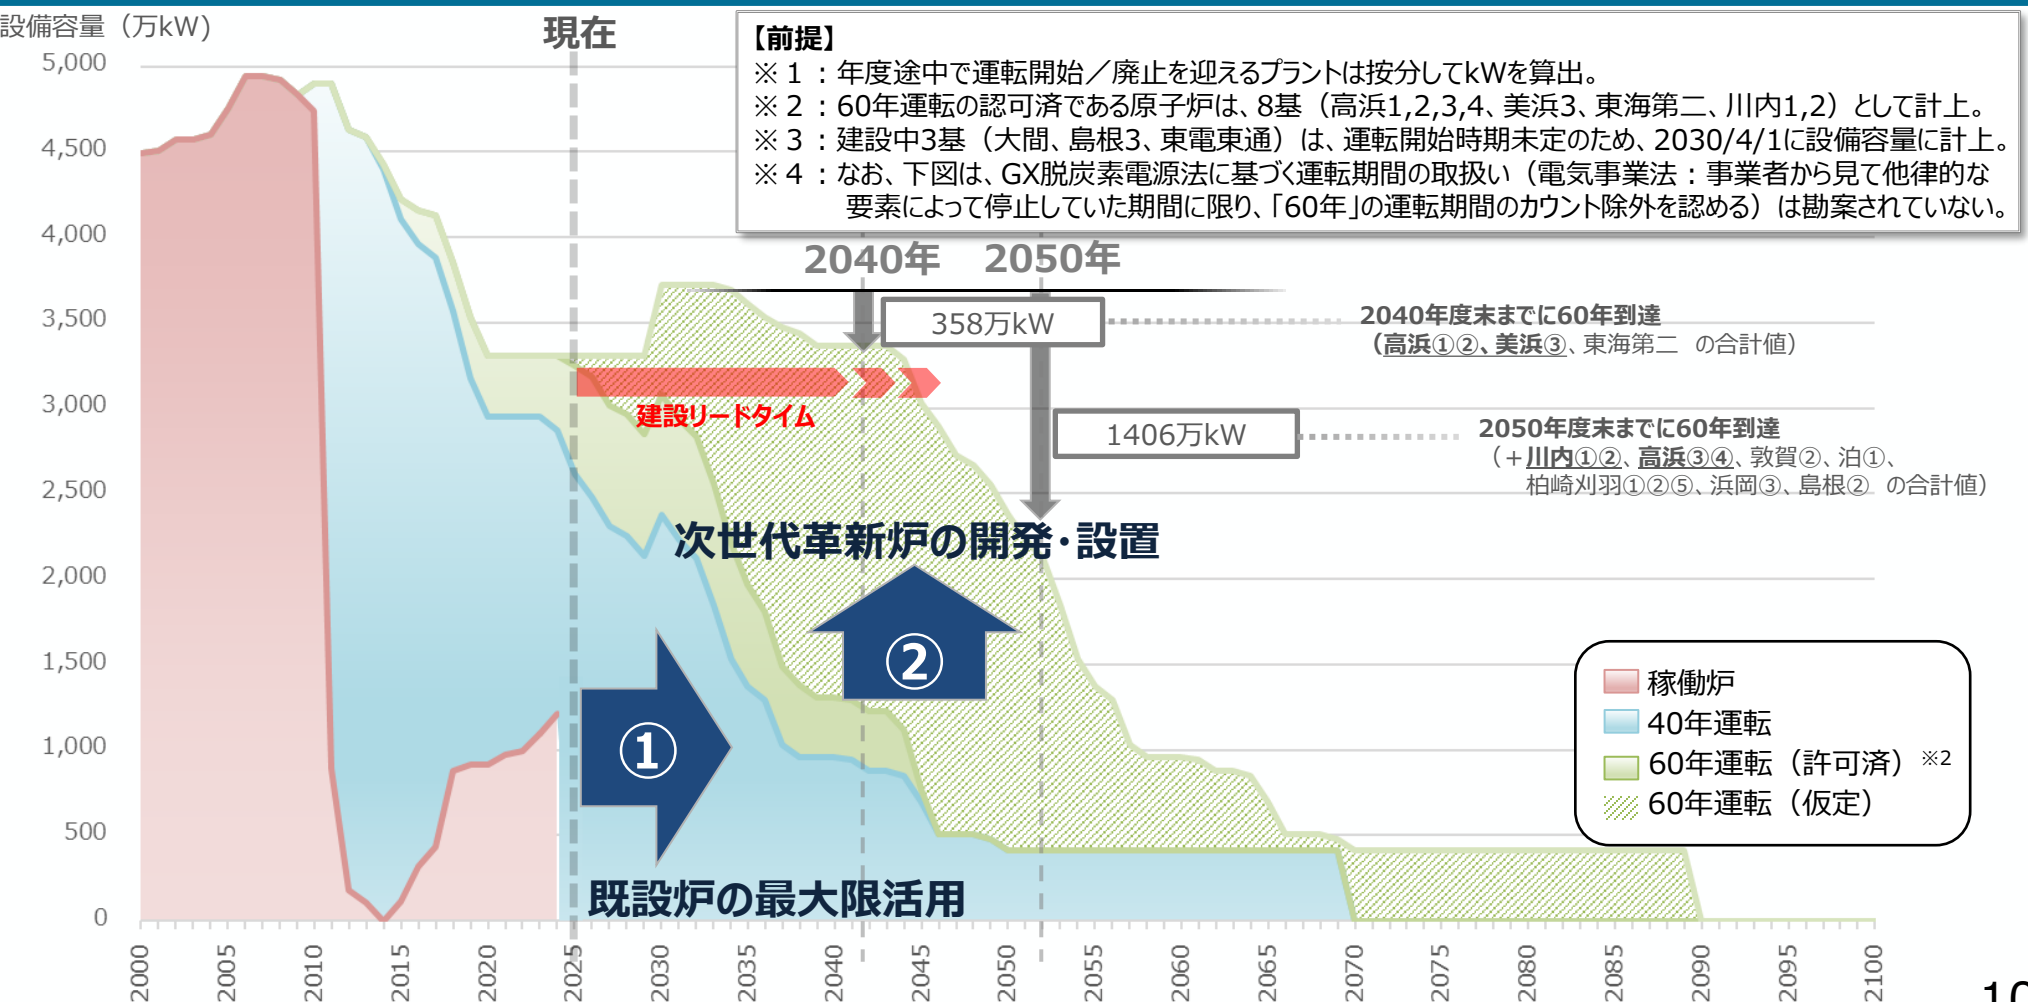 設備容量（万kW)
現在
【前提】
※１：年度途中で運転開始／廃止を迎えるプラントは按分してkWを算出。
※２：60年運転の認可済である原子炉は、8基（高浜1,2,3,4、美浜3、東海第二、川内1,2）として計上。
※３：建設中3基（大間、島根3、東電東通）は、運転開始時期未定のため、2030/4/1に設備容量に計上。
※４：なお、下図は、GX脱炭素電源法に基づく運転期間の取扱い（電気事業法：事業者から見て他律的な
要素によって停止していた期間に限り、「60年」の運転期間のカウント除外を認める）は勘案されていない。
5,000
4,500
4,000
3,500
3,000
2,500
2,000
1,500
1,000
500
0
2040年
2050年
358万kW
2040年度末までに60年到達
（高浜①②、美浜③、東海第二 の合計値）
建設リードタイム
1406万kW
2050年度末までに60年到達
（＋川内①②、高浜③④、敦賀②、泊①、
柏崎刈羽①②⑤、浜岡③、島根② の合計値）
次世代革新炉の開発・設置
②
①
既設炉の最大限活用
稼働炉
40年運転
60年運転（許可済）※2
60年運転（仮定）
2000
2005
2010
2015
2020
2025
2030
2035
2040
2045
2050
2055
2060
2065
2070
2075
2080
2085
2090
2095
2100